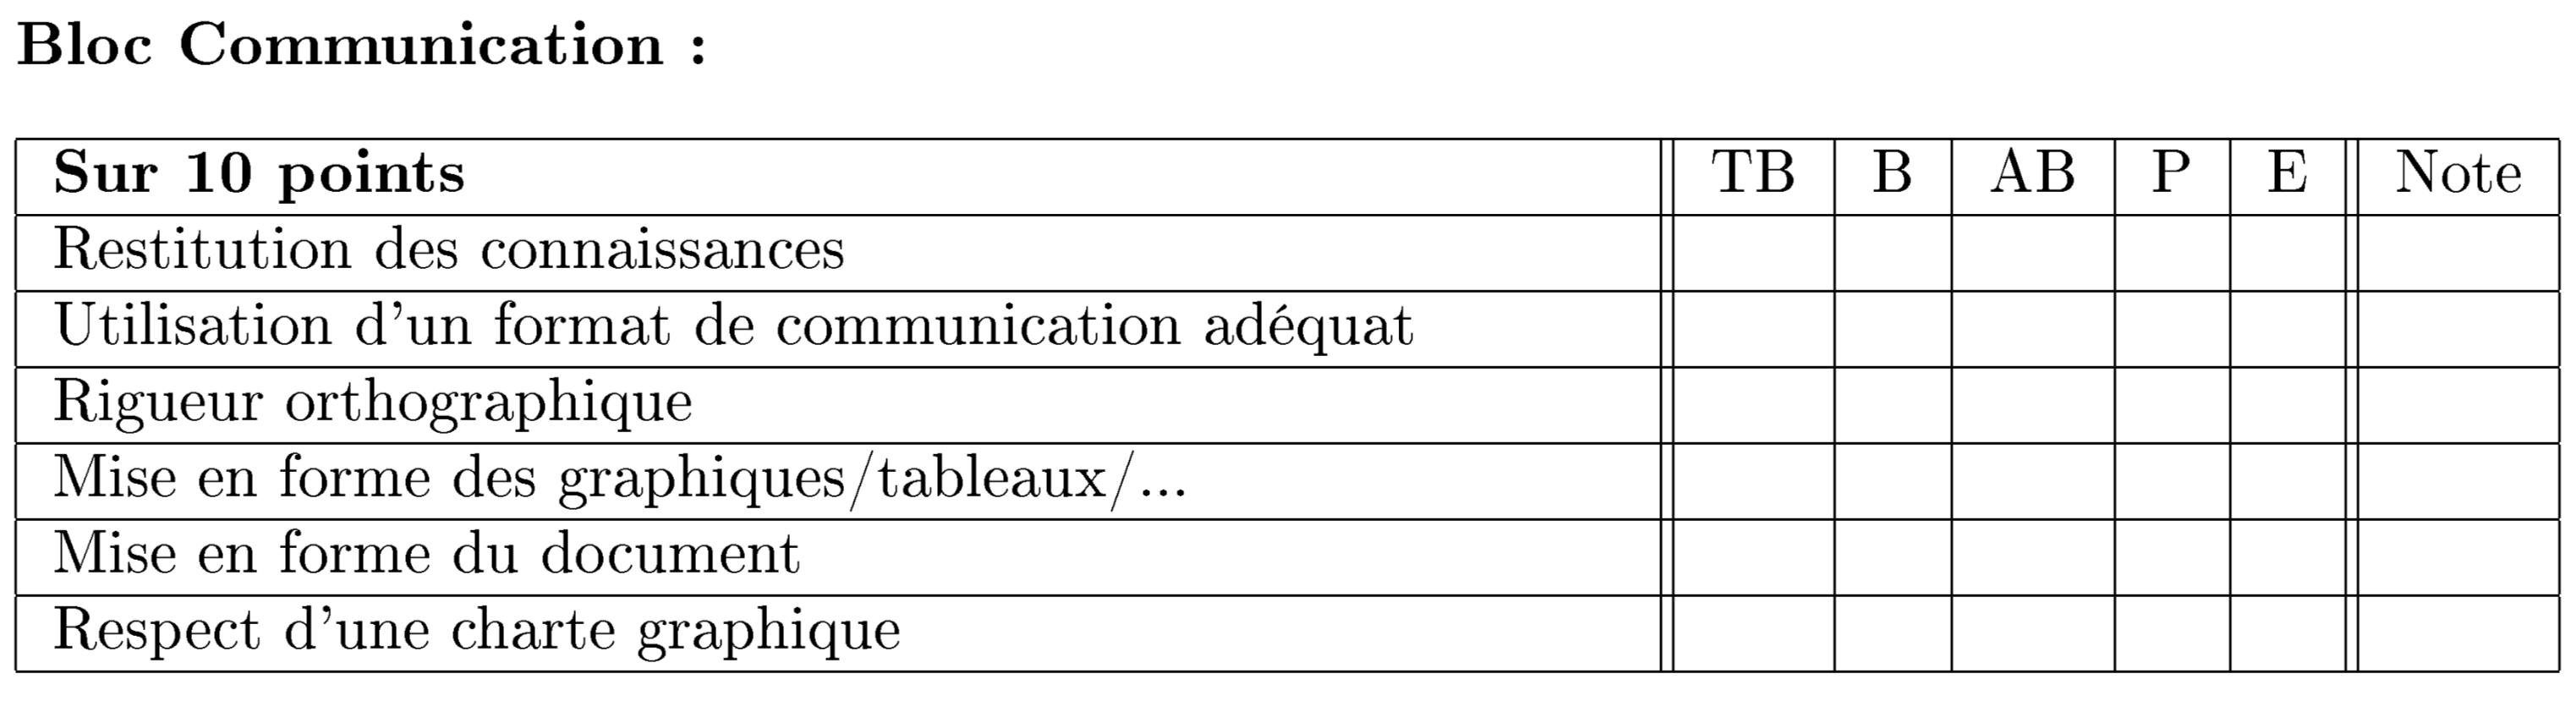 Bloc Communication :
Sur 10 points TB B AB P E Note
Restitution des connaissances
Utilisation d'un format de communication adéquat
Rigueur orthographique
Mise en forme des graphiques/tableaux/...
Mise en forme du document
Respect d'une charte graphique